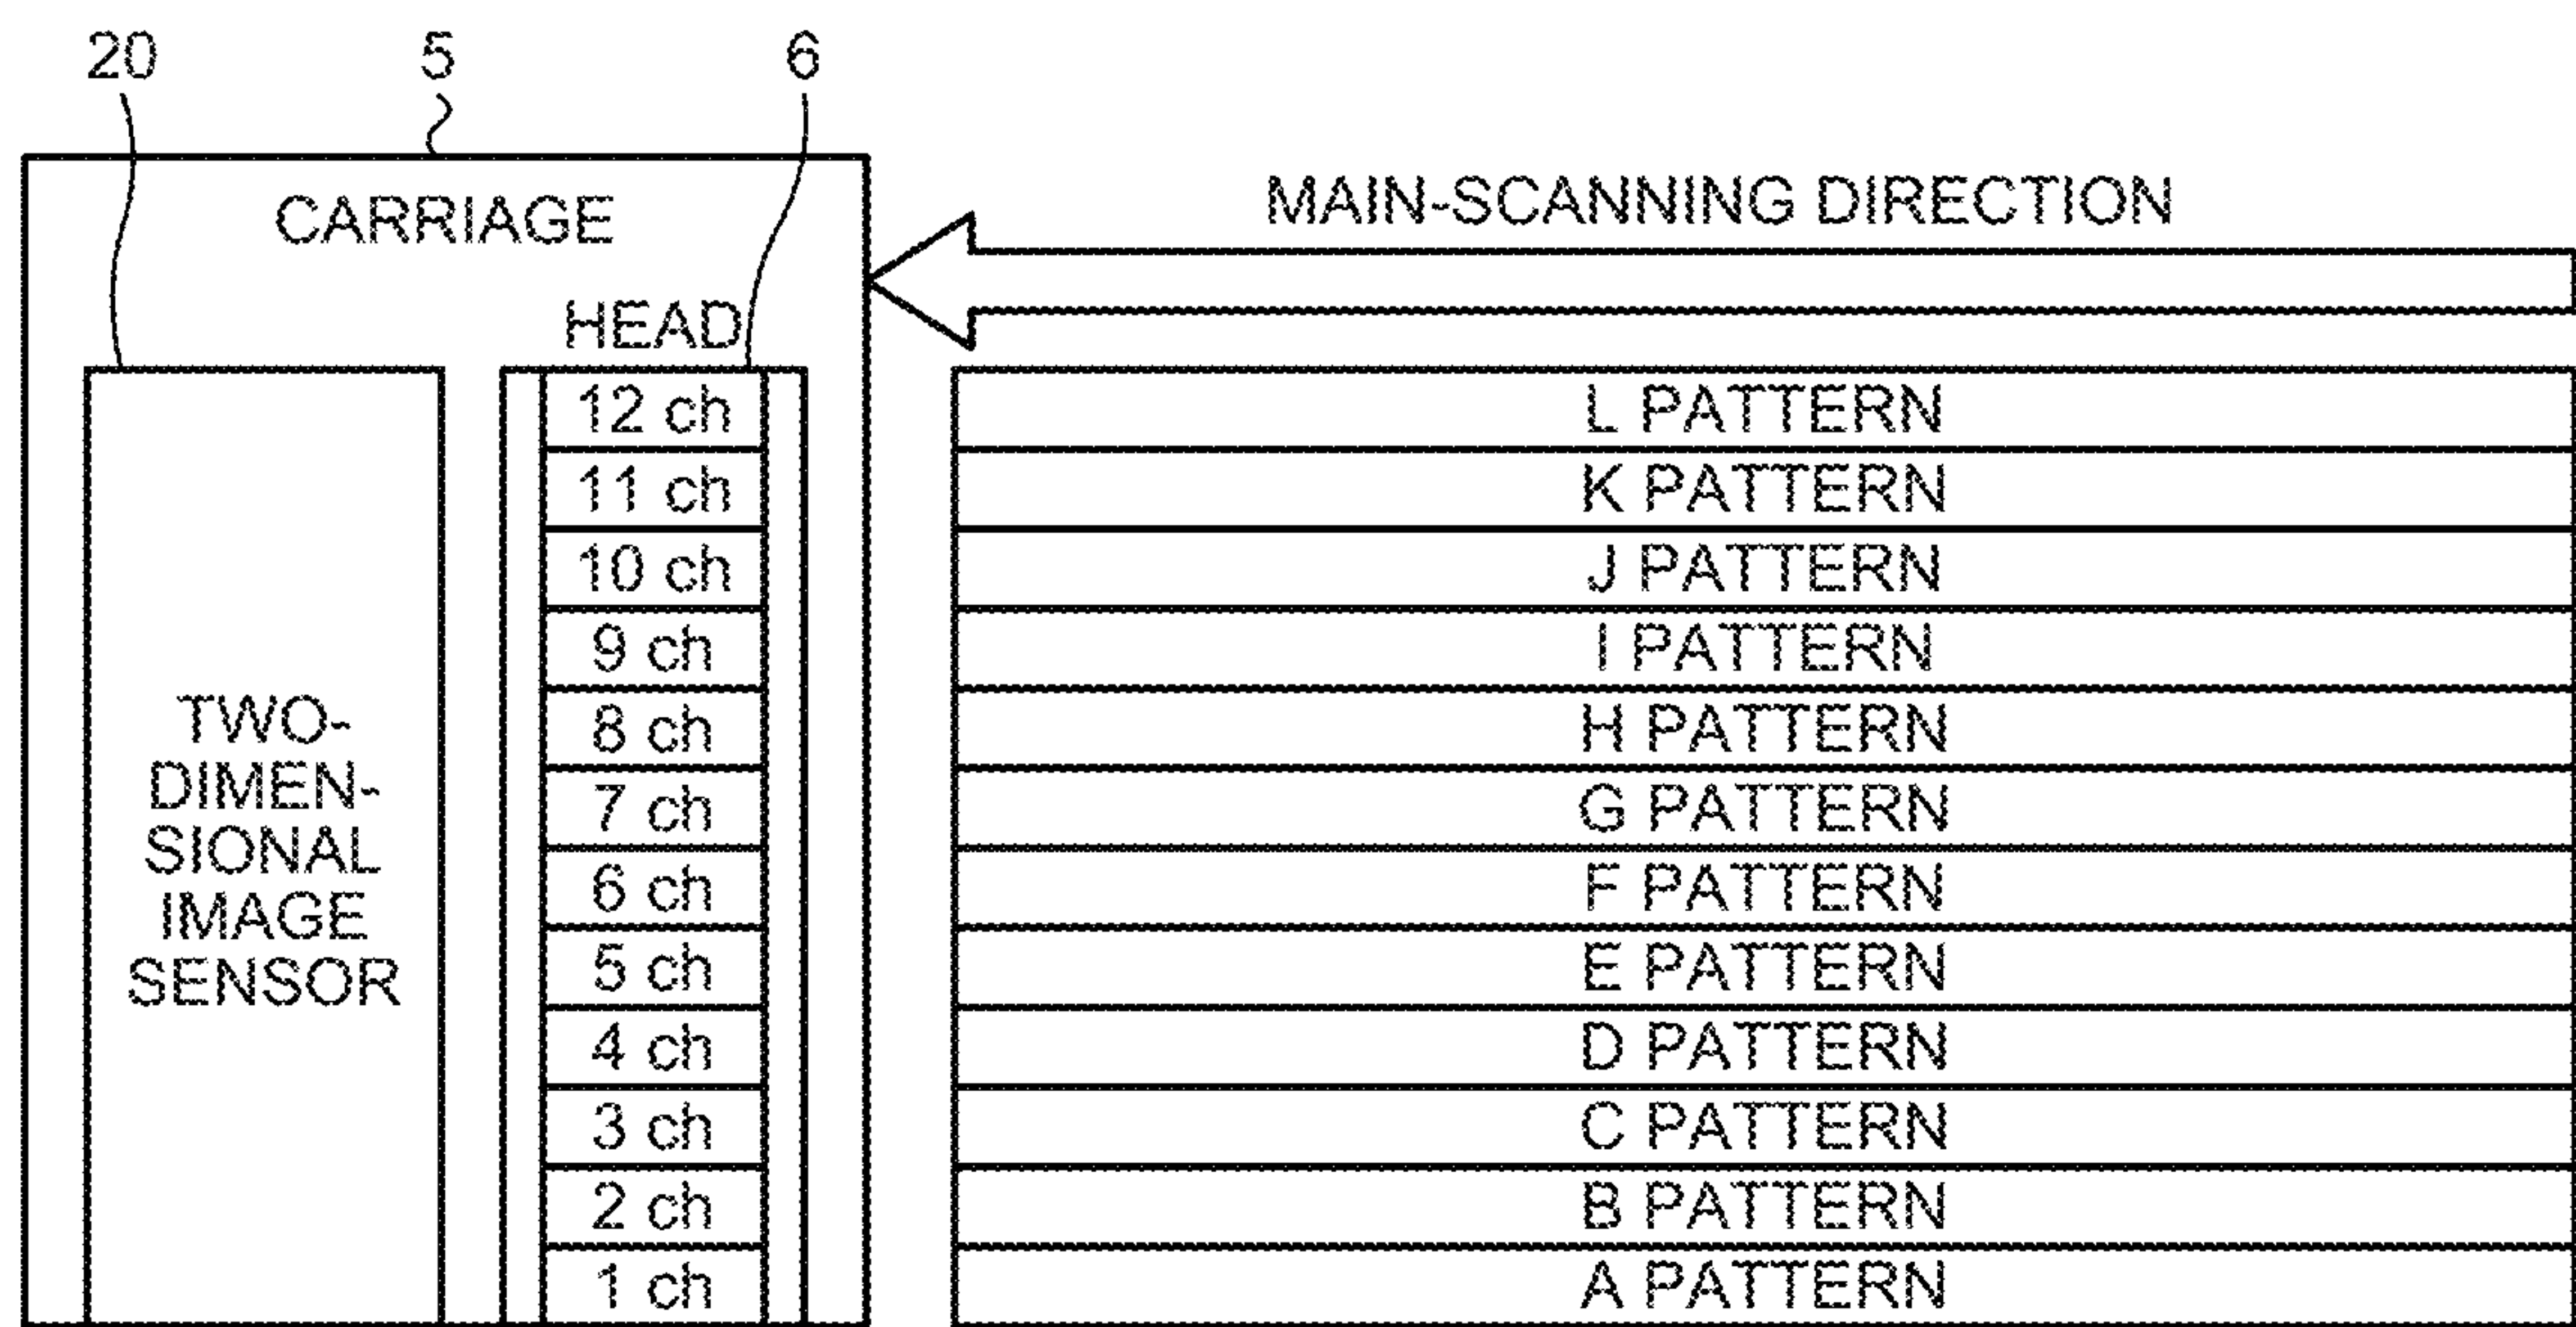 20
5
6
CARRIAGE
MAIN-SCANNING DIRECTION
HEAD
TWO-
DIMEN-
SIONAL
IMAGE
SENSOR
12 ch
11 ch
10 ch
9 ch
8 ch
7 ch
6 ch
5 ch
4 ch
3 ch
2 ch
1 ch
L PATTERN
K PATTERN
J PATTERN
I PATTERN
H PATTERN
G PATTERN
F PATTERN
E PATTERN
D PATTERN
C PATTERN
B PATTERN
A PATTERN